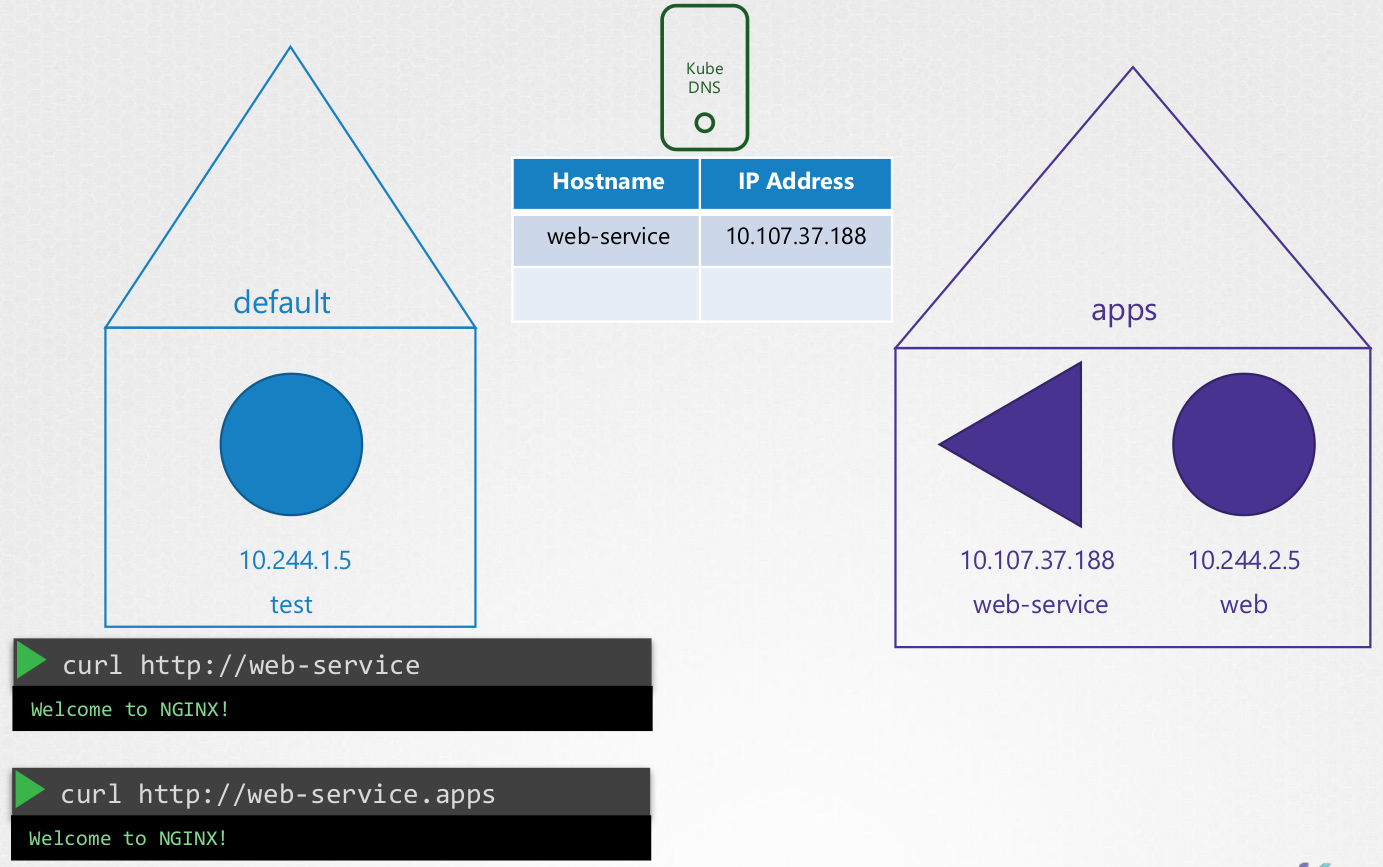 Kube
DNS
Hostname IP Address
web-service 10.107.37.188
default
10.244.1.5
test
apps
10.107.37.188 10.244.2.5
web-service web
curl http://web-service
Welcome to NGINX!
curl http://web-service.apps
Welcome to NGINX!